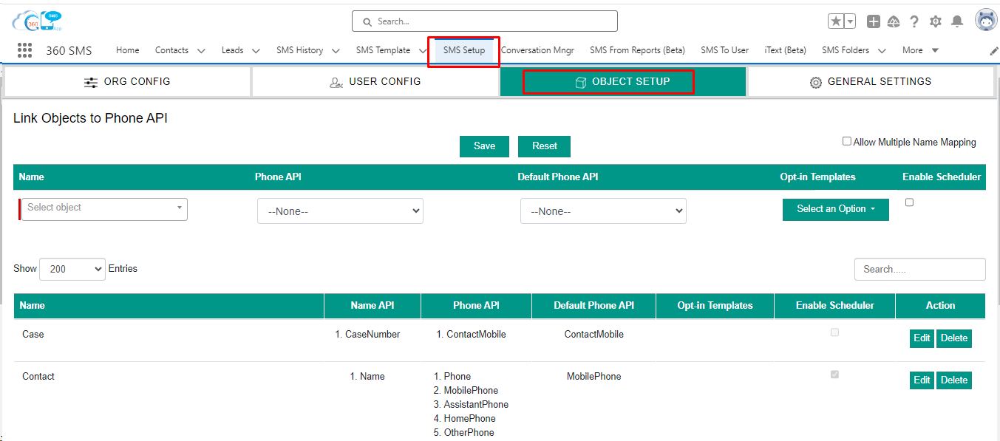 360 SMS App
Search...
360 SMS Home Contacts Leads SMS History SMS Template SMS Setup Conversation Mngr SMS From Reports (Beta) SMS To User iText (Beta) SMS Folders More
ORG CONFIG USER CONFIG OBJECT SETUP GENERAL SETTINGS
Link Objects to Phone API
Save Reset Allow Multiple Name Mapping
Name Phone API Default Phone API Opt-in Templates Enable Scheduler
Select object --None-- --None-- Select an Option
Show 200 Entries Search.....
Name Name API Phone API Default Phone API Opt-in Templates Enable Scheduler Action
Case 1. CaseNumber 1. ContactMobile ContactMobile Edit Delete
Contact 1. Name 1. Phone MobilePhone Edit Delete
2. MobilePhone
3. AssistantPhone
4. HomePhone
5. OtherPhone